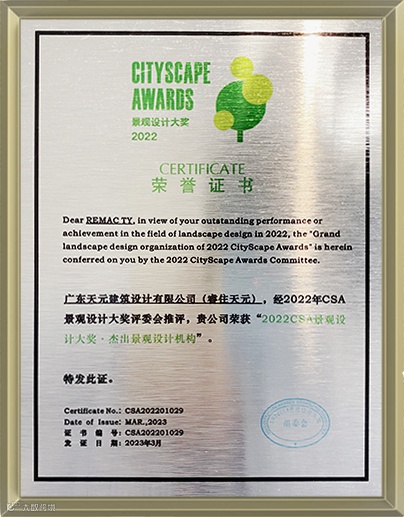 CITYSCAPE
AWARDS
景观设计大奖
2022
CERTIFICATE
荣誉证书
Dear REMAC TY, in view of your outstanding performance or
achievement in the field of landscape design in 2022, the "Grand
landscape design organization of 2022 CityScape Awards" is herein
conferred on you by the 2022 CityScape Awards Committee.
广东天元建筑设计有限公司（睿住天元），经2022年CSA
景观设计大奖评委会推评，贵公司荣获“2022CSA景观设
计大奖·杰出景观设计机构”。
特发此证。
Certificate No.: CSA202201029
Date of Issue: MAR.,2023
证书编号: CSA202201029
发证日期: 2023年3月